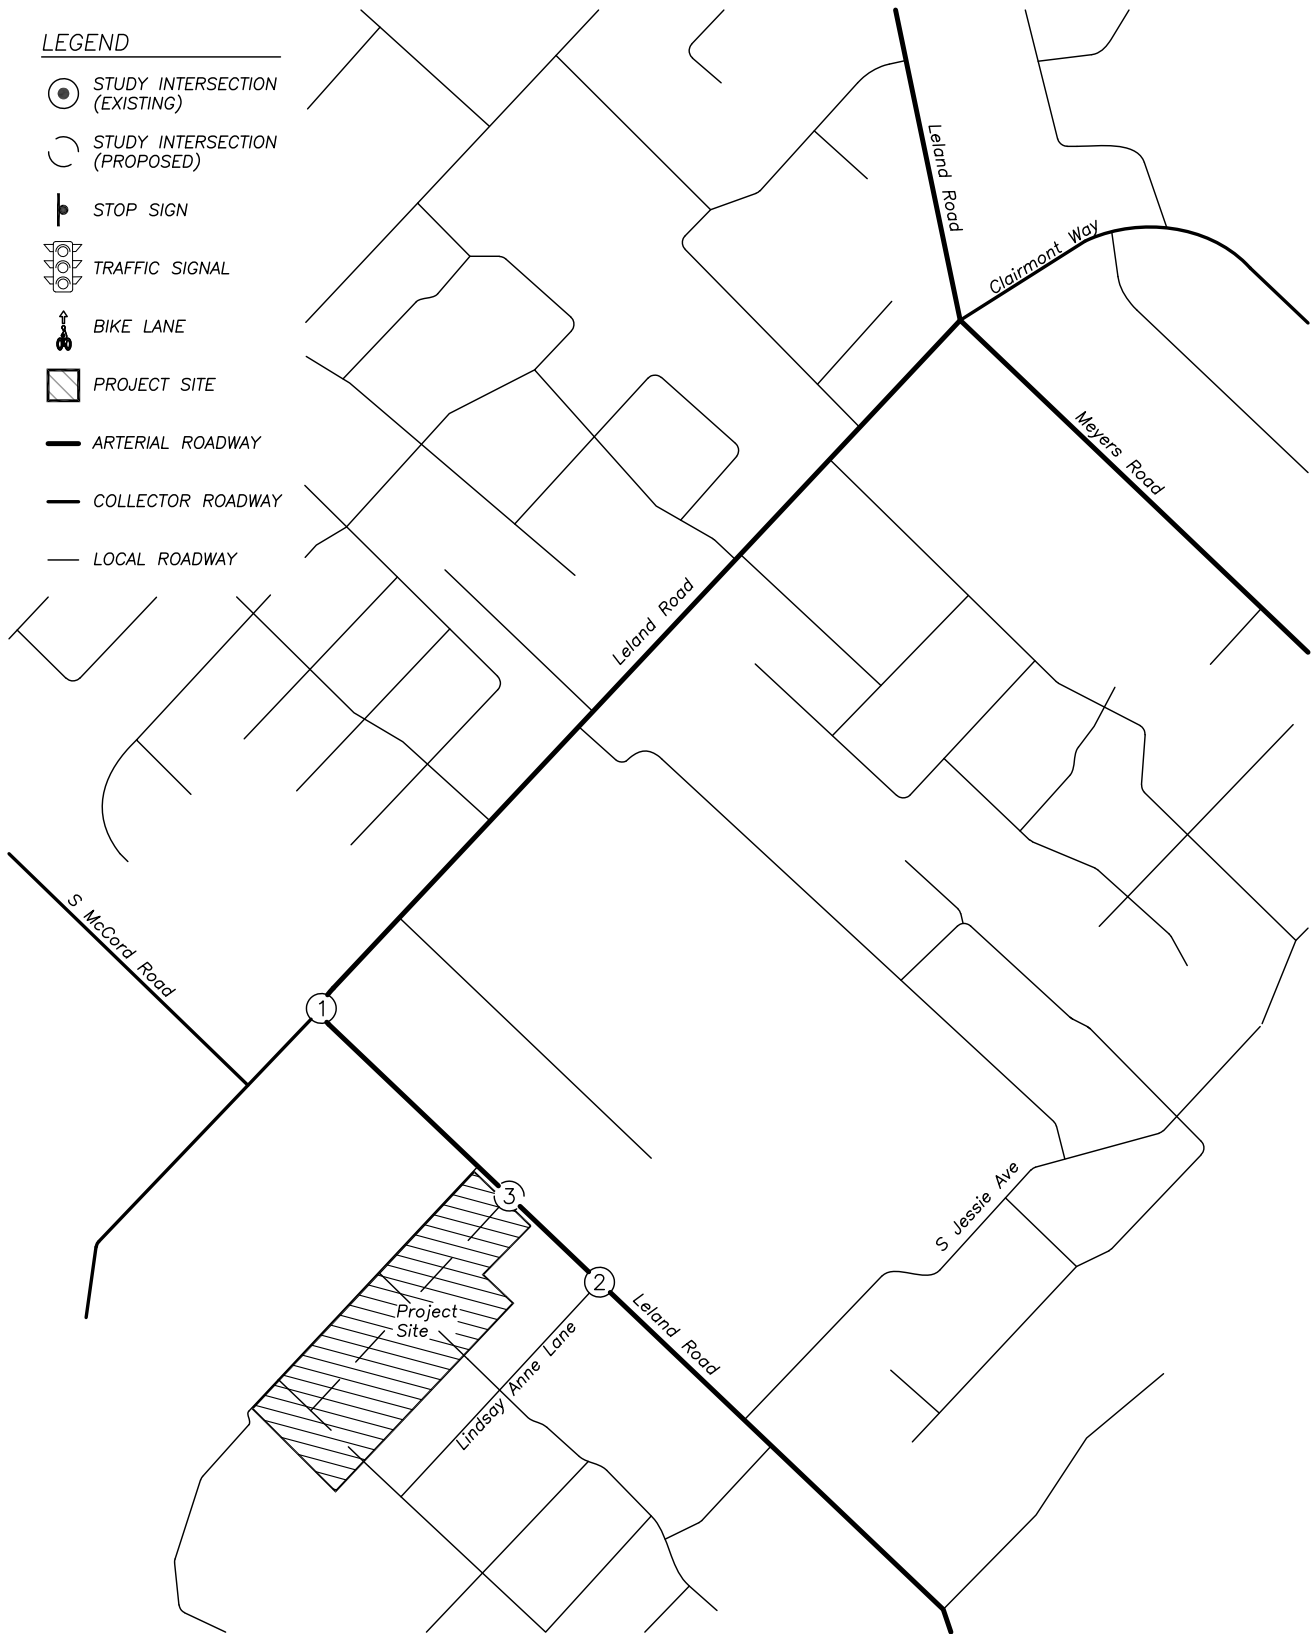 LEGEND
STUDY INTERSECTION
(EXISTING)
STUDY INTERSECTION
(PROPOSED)
STOP SIGN
TRAFFIC SIGNAL
BIKE LANE
PROJECT SITE
ARTERIAL ROADWAY
COLLECTOR ROADWAY
LOCAL ROADWAY
Leland Road
Clairmont Way
Meyers Road
Leland Road
S McCord Road
1
3
S Jessie Ave
2
Project
Site
Leland Road
Lindsay Anne Lane